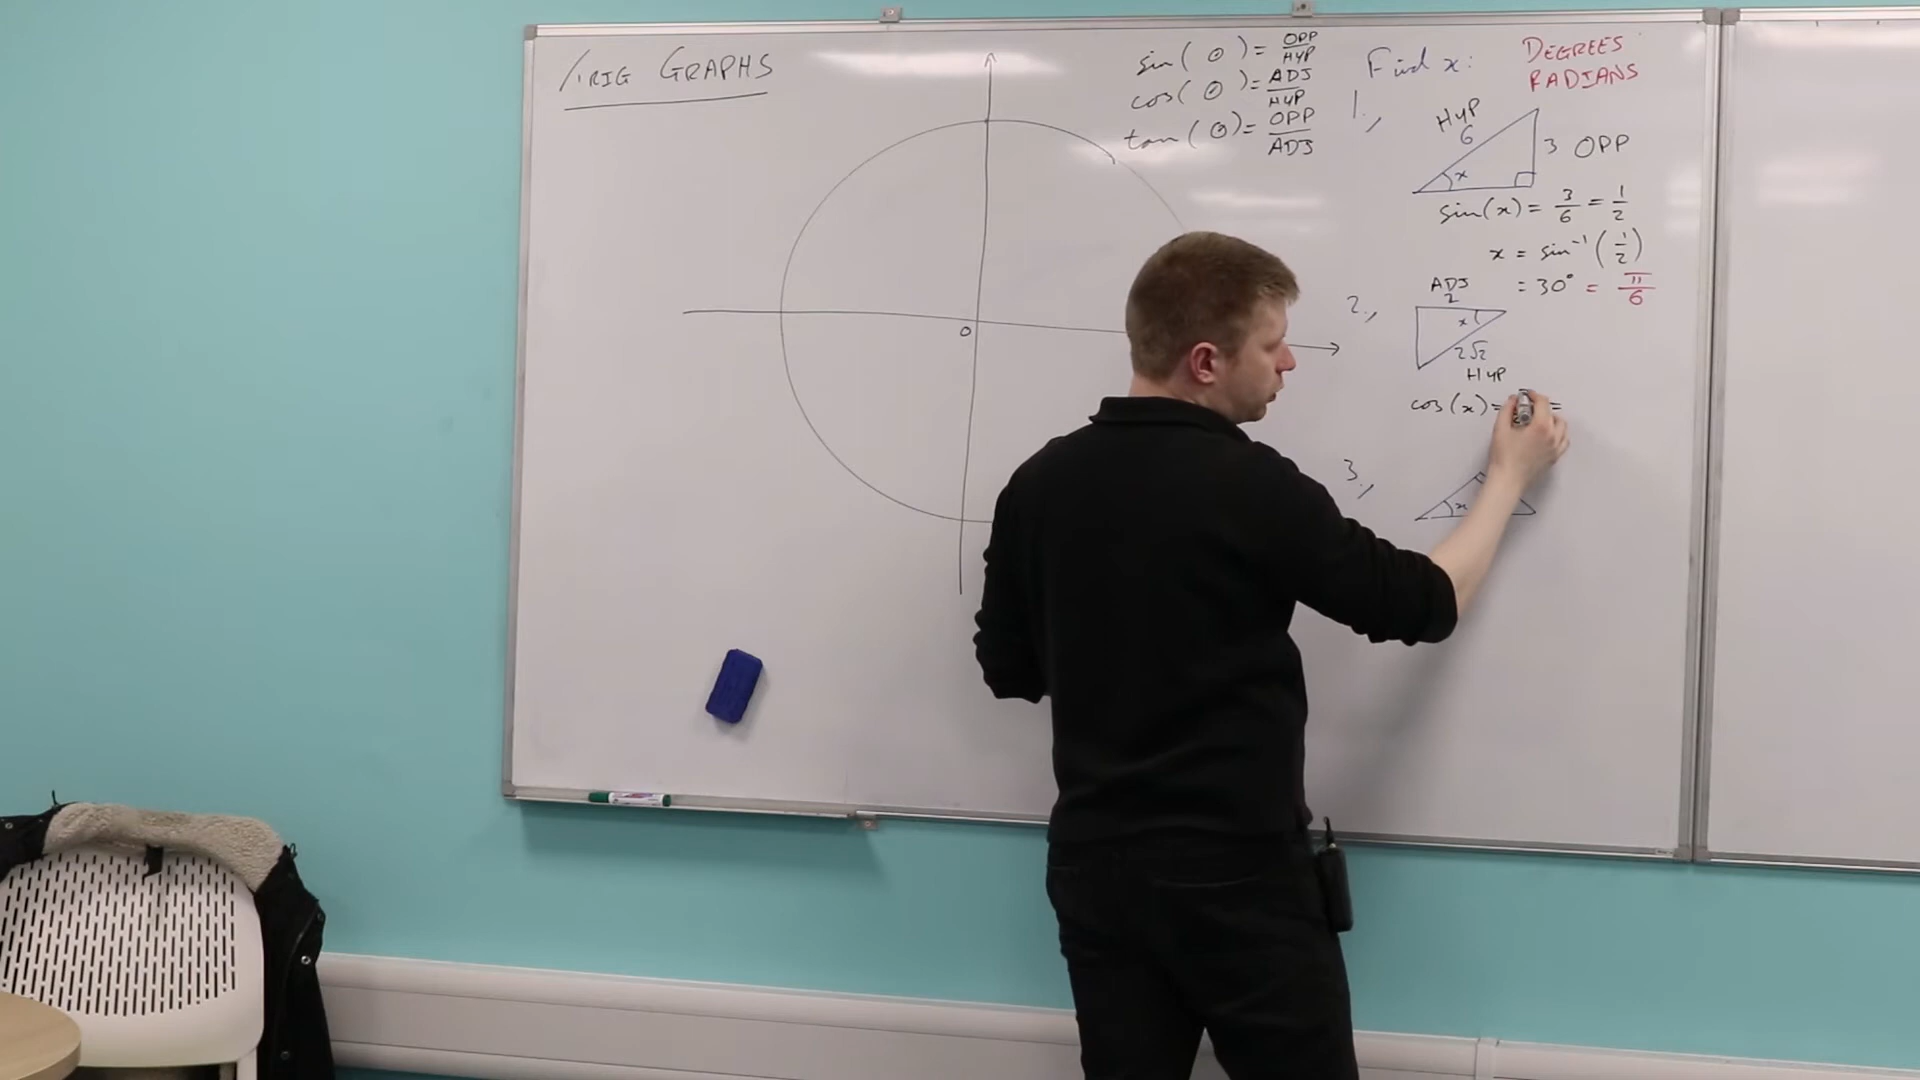 TRIG GRAPHS
0
sin(θ) = OPP/HYP
cos(θ) = ADJ/HYP
tan(θ) = OPP/ADJ
Find x:
DEGREES
RADIANS
1.,
HYP
6
3 OPP
x
sin(x) = 3/6 = 1/2
x = sin⁻¹(1/2)
= 30° = π/6
2.,
ADJ
2
x
2√2
HYP
cos(x) =
=
3.,
x